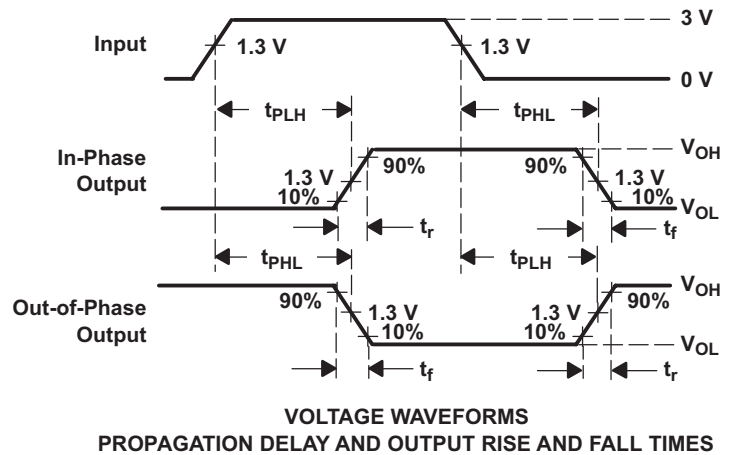 3 V
Input
1.3 V
1.3 V
0 V
tPLH
tPHL
In-Phase
Output
VOH
90%
90%
1.3 V
1.3 V
10%
10%
VOL
tr
tf
tPHL
tPLH
Out-of-Phase
Output
VOH
90%
90%
1.3 V
1.3 V
10%
10%
VOL
tf
tr
VOLTAGE WAVEFORMS
PROPAGATION DELAY AND OUTPUT RISE AND FALL TIMES